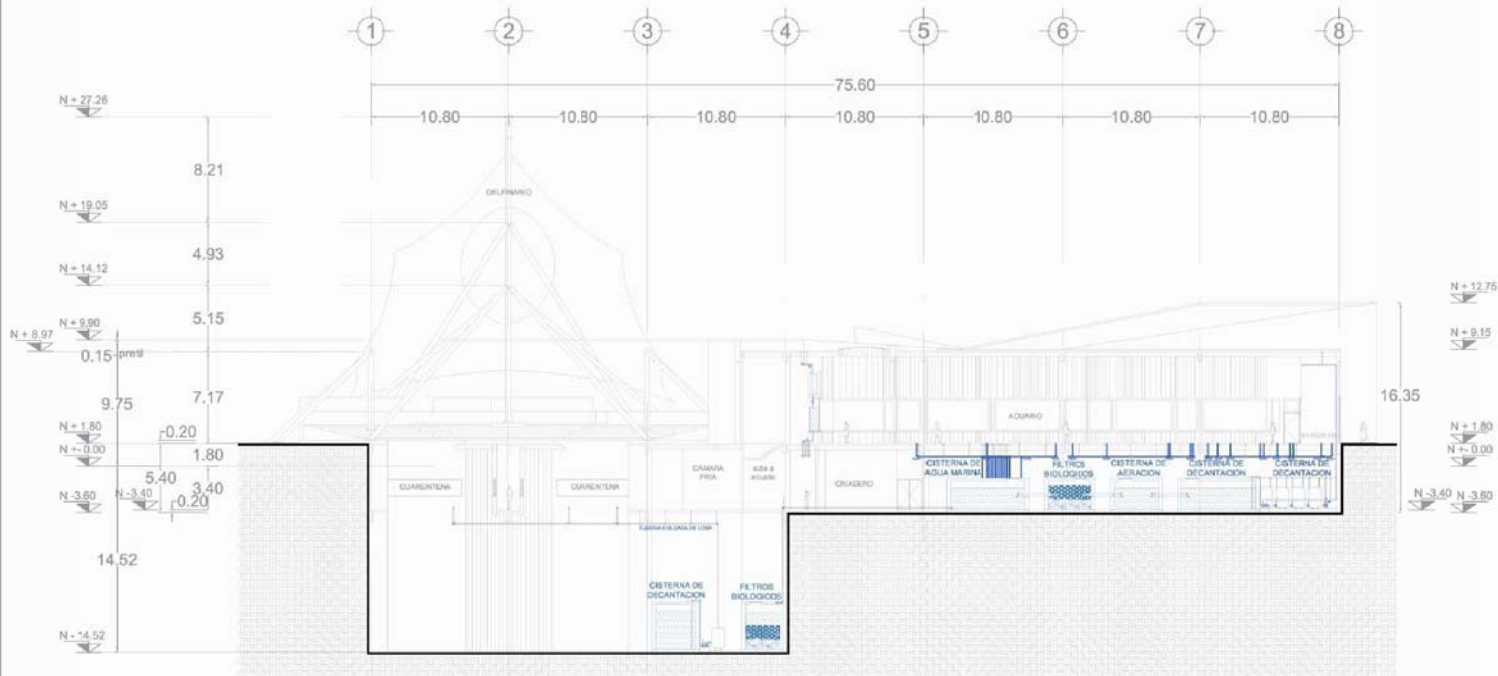 1 2 3 4 5 6 7 8
75.60
10.80 10.80 10.80 10.80 10.80 10.80 10.80
N + 27.26
8.21
DELFINARIO
N + 19.05
4.93
N + 14.12
5.15
N + 12.75
N + 9.90
N + 8.97
N + 9.15
0.15
9.75
7.17
16.35
ACUARIO
N + 1.80
0.20
N + 1.80
N +- 0.00
1.80
N +- 0.00
5.40
3.40
CUARENTENA
CUARENTENA
CAMARA
FRIA
CRIADERO
CISTERNA DE
AGUA MARINA
FILTROS
BIOLOGICOS
CISTERNA DE
AERACION
CISTERNA DE
DECANTACION
CISTERNA DE
DECANTACION
N -3.60
N -3.40
-0.20
N -3.40
N -3.60
TUBERIA COLGADA DE LOSA
14.52
CISTERNA DE
DECANTACION
FILTROS
BIOLOGICOS
N - 14.52